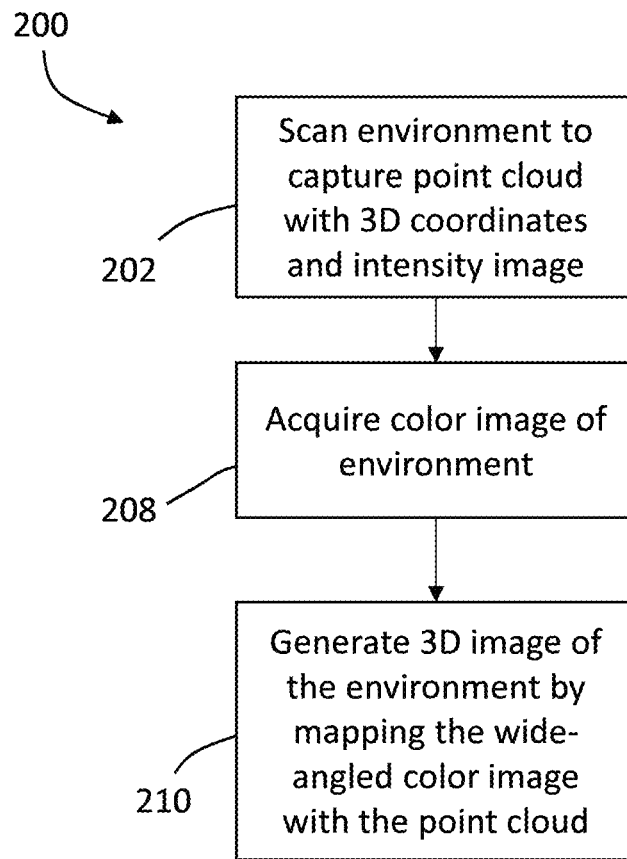 200
Scan environment to
capture point cloud
with 3D coordinates
and intensity image
202
Acquire color image of
environment
208
Generate 3D image of
the environment by
mapping the wide-
angled color image
with the point cloud
210